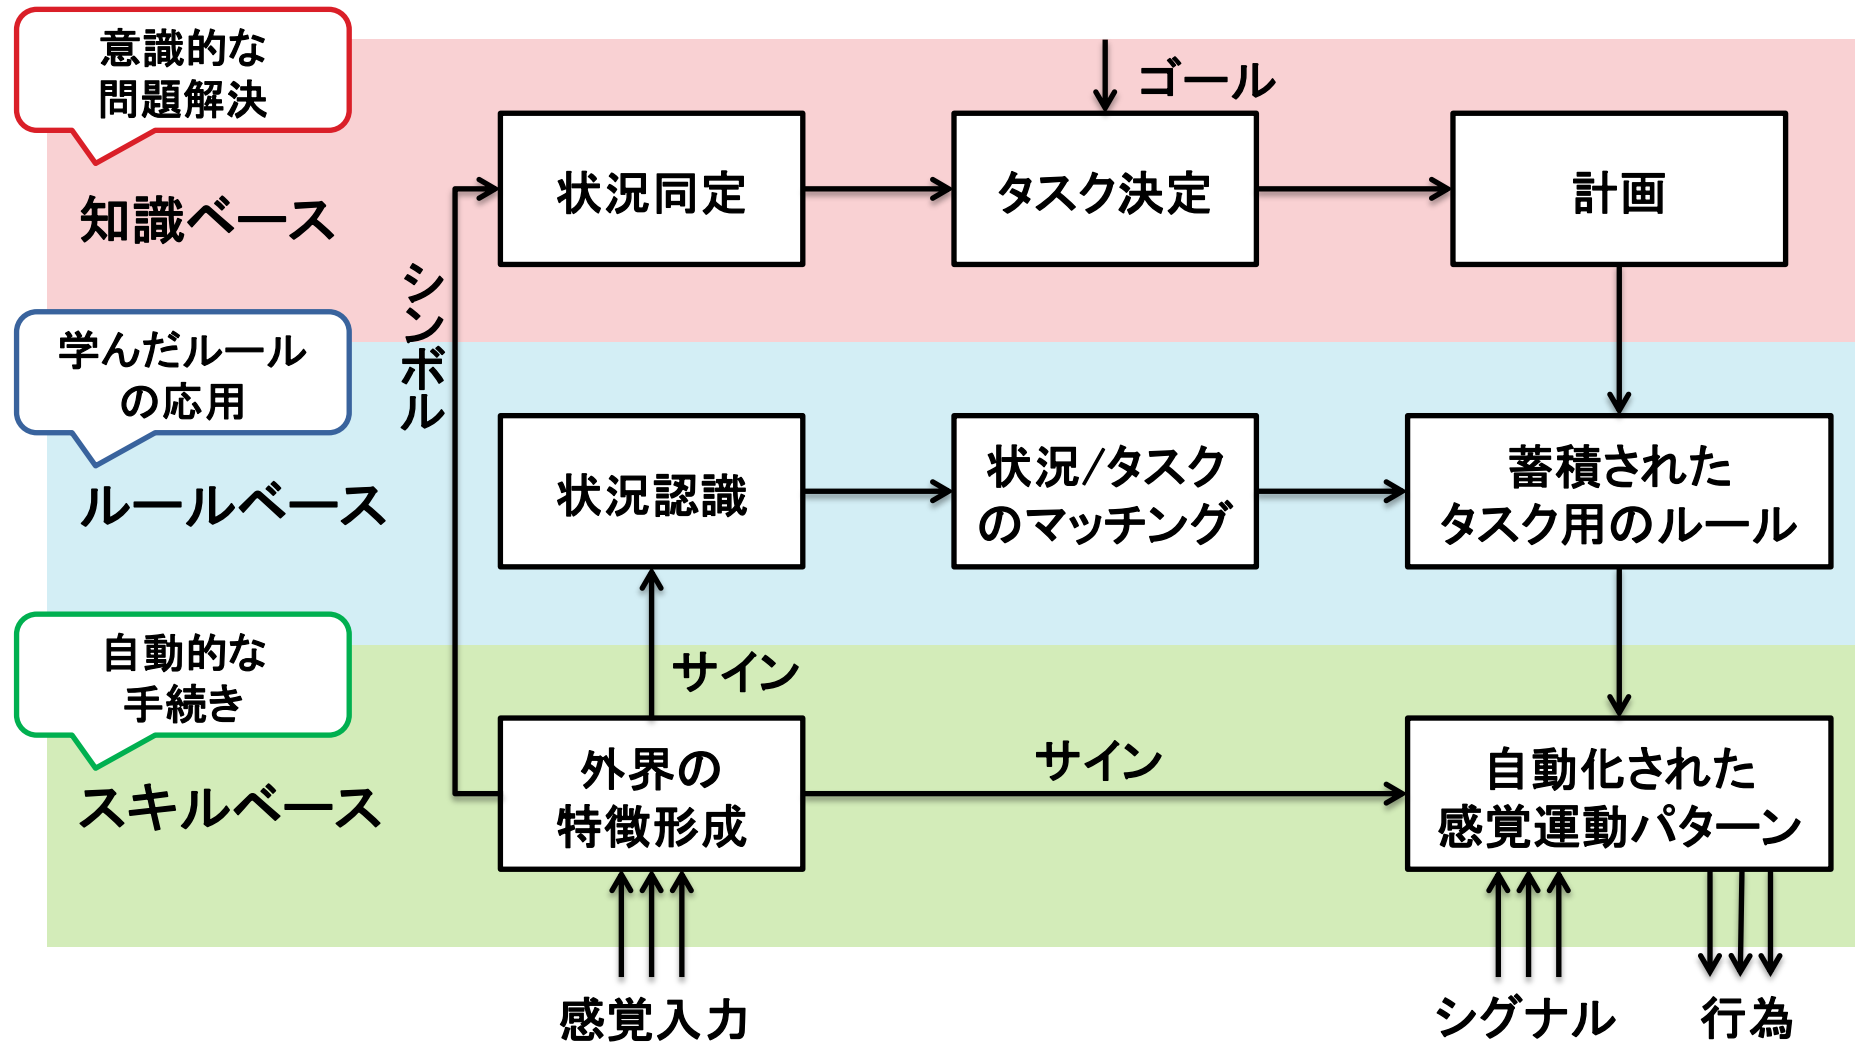 意識的な
問題解決
ゴール
状況同定
タスク決定
計画
知識ベース
シンボル
学んだルール
の応用
状況認識
状況/タスク
のマッチング
蓄積された
タスク用のルール
ルールベース
自動的な
手続き
サイン
外界の
特徴形成
サイン
自動化された
感覚運動パターン
スキルベース
感覚入力
シグナル
行為